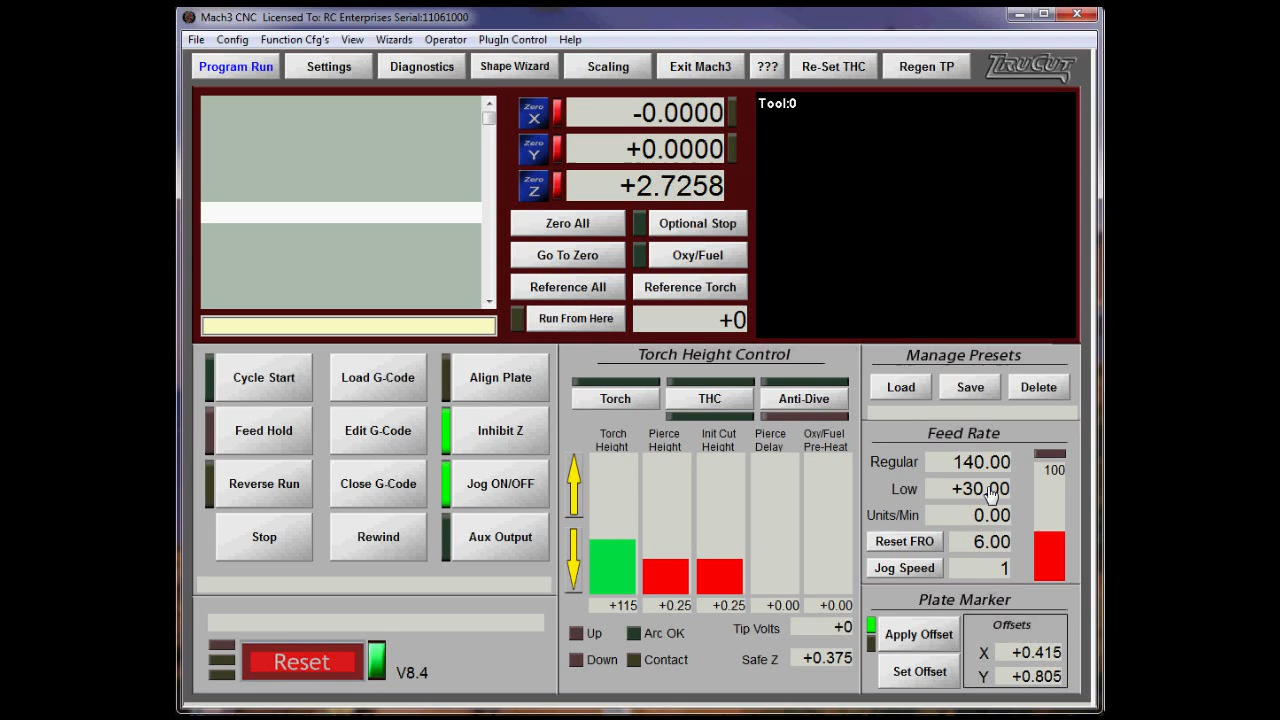 Mach3 CNC Licensed To: RC Enterprises Serial:11061000
File Config Function Cfg's View Wizards Operator PlugIn Control Help
Program Run Settings Diagnostics Shape Wizard Scaling Exit Mach3 ??? Re-Set THC Regen TP TRUCUT
Zero X -0.0000
Zero Y +0.0000
Zero Z +2.7258
Tool:0
Zero All Optional Stop
Go To Zero Oxy/Fuel
Reference All Reference Torch
Run From Here +0
Cycle Start Load G-Code Align Plate
Feed Hold Edit G-Code Inhibit Z
Reverse Run Close G-Code Jog ON/OFF
Stop Rewind Aux Output
Reset V8.4
Torch Height Control
Torch THC Anti-Dive
Torch Height Pierce Height Init Cut Height Pierce Delay Oxy/Fuel Pre-Heat
+115 +0.25 +0.25 +0.00 +0.00
Up Arc OK Tip Volts +0
Down Contact Safe Z +0.375
Manage Presets
Load Save Delete
Feed Rate
Regular 140.00 100
Low +30.00
Units/Min 0.00
Reset FRO 6.00
Jog Speed 1
Plate Marker
Apply Offset Offsets
X +0.415
Set Offset Y +0.805